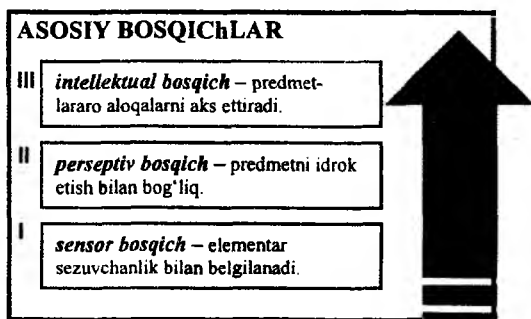 ASOSIY BOSQIChLAR
III intellektual bosqich – predmet-
lararo aloqalarni aks ettiradi.
II perseptiv bosqich – predmetni idrok
etish bilan bog‘liq.
I sensor bosqich – elementar
sezuvchanlik bilan belgilanadi.